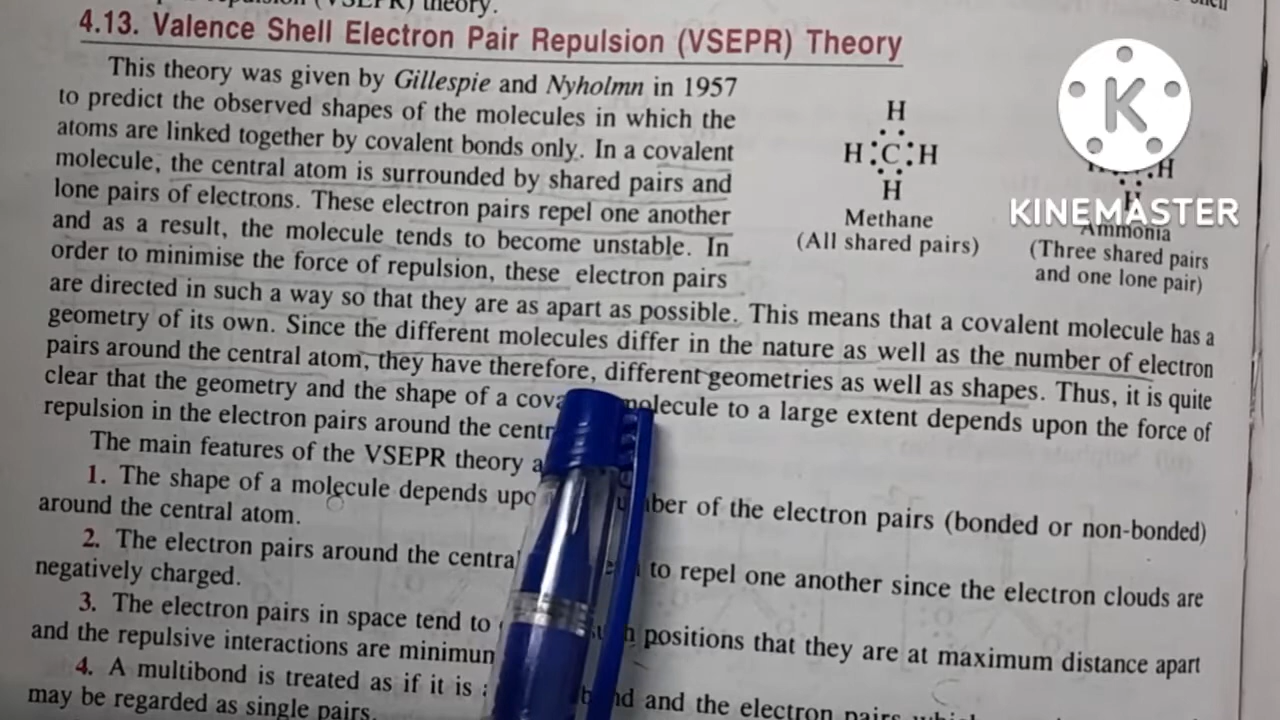 (VSEPR) theory.
4.13. Valence Shell Electron Pair Repulsion (VSEPR) Theory
This theory was given by Gillespie and Nyholmn in 1957
to predict the observed shapes of the molecules in which the
atoms are linked together by covalent bonds only. In a covalent
molecule, the central atom is surrounded by shared pairs and
lone pairs of electrons. These electron pairs repel one another
and as a result, the molecule tends to become unstable. In
order to minimise the force of repulsion, these electron pairs
are directed in such a way so that they are as apart as possible. This means that a covalent molecule has a
geometry of its own. Since the different molecules differ in the nature as well as the number of electron
pairs around the central atom, they have therefore, different geometries as well as shapes. Thus, it is quite
clear that the geometry and the shape of a molecule to a large extent depends upon the force of
repulsion in the electron pairs around the
The main features of the VSEPR theory
1. The shape of a molecule depends of the electron pairs (bonded or non-bonded)
around the central atom.
2. The electron pairs around the to repel one another since the electron clouds are
negatively charged.
3. The electron pairs in space tend to positions that they are at maximum distance apart
and the repulsive interactions are
4. A multibond is treated as if it is and the electron pairs
may be regarded as single pairs.
H
H:C:H
H
Methane
(All shared pairs)
H
H
Ammonia
(Three shared pairs
and one lone pair)
K
KINEMASTER